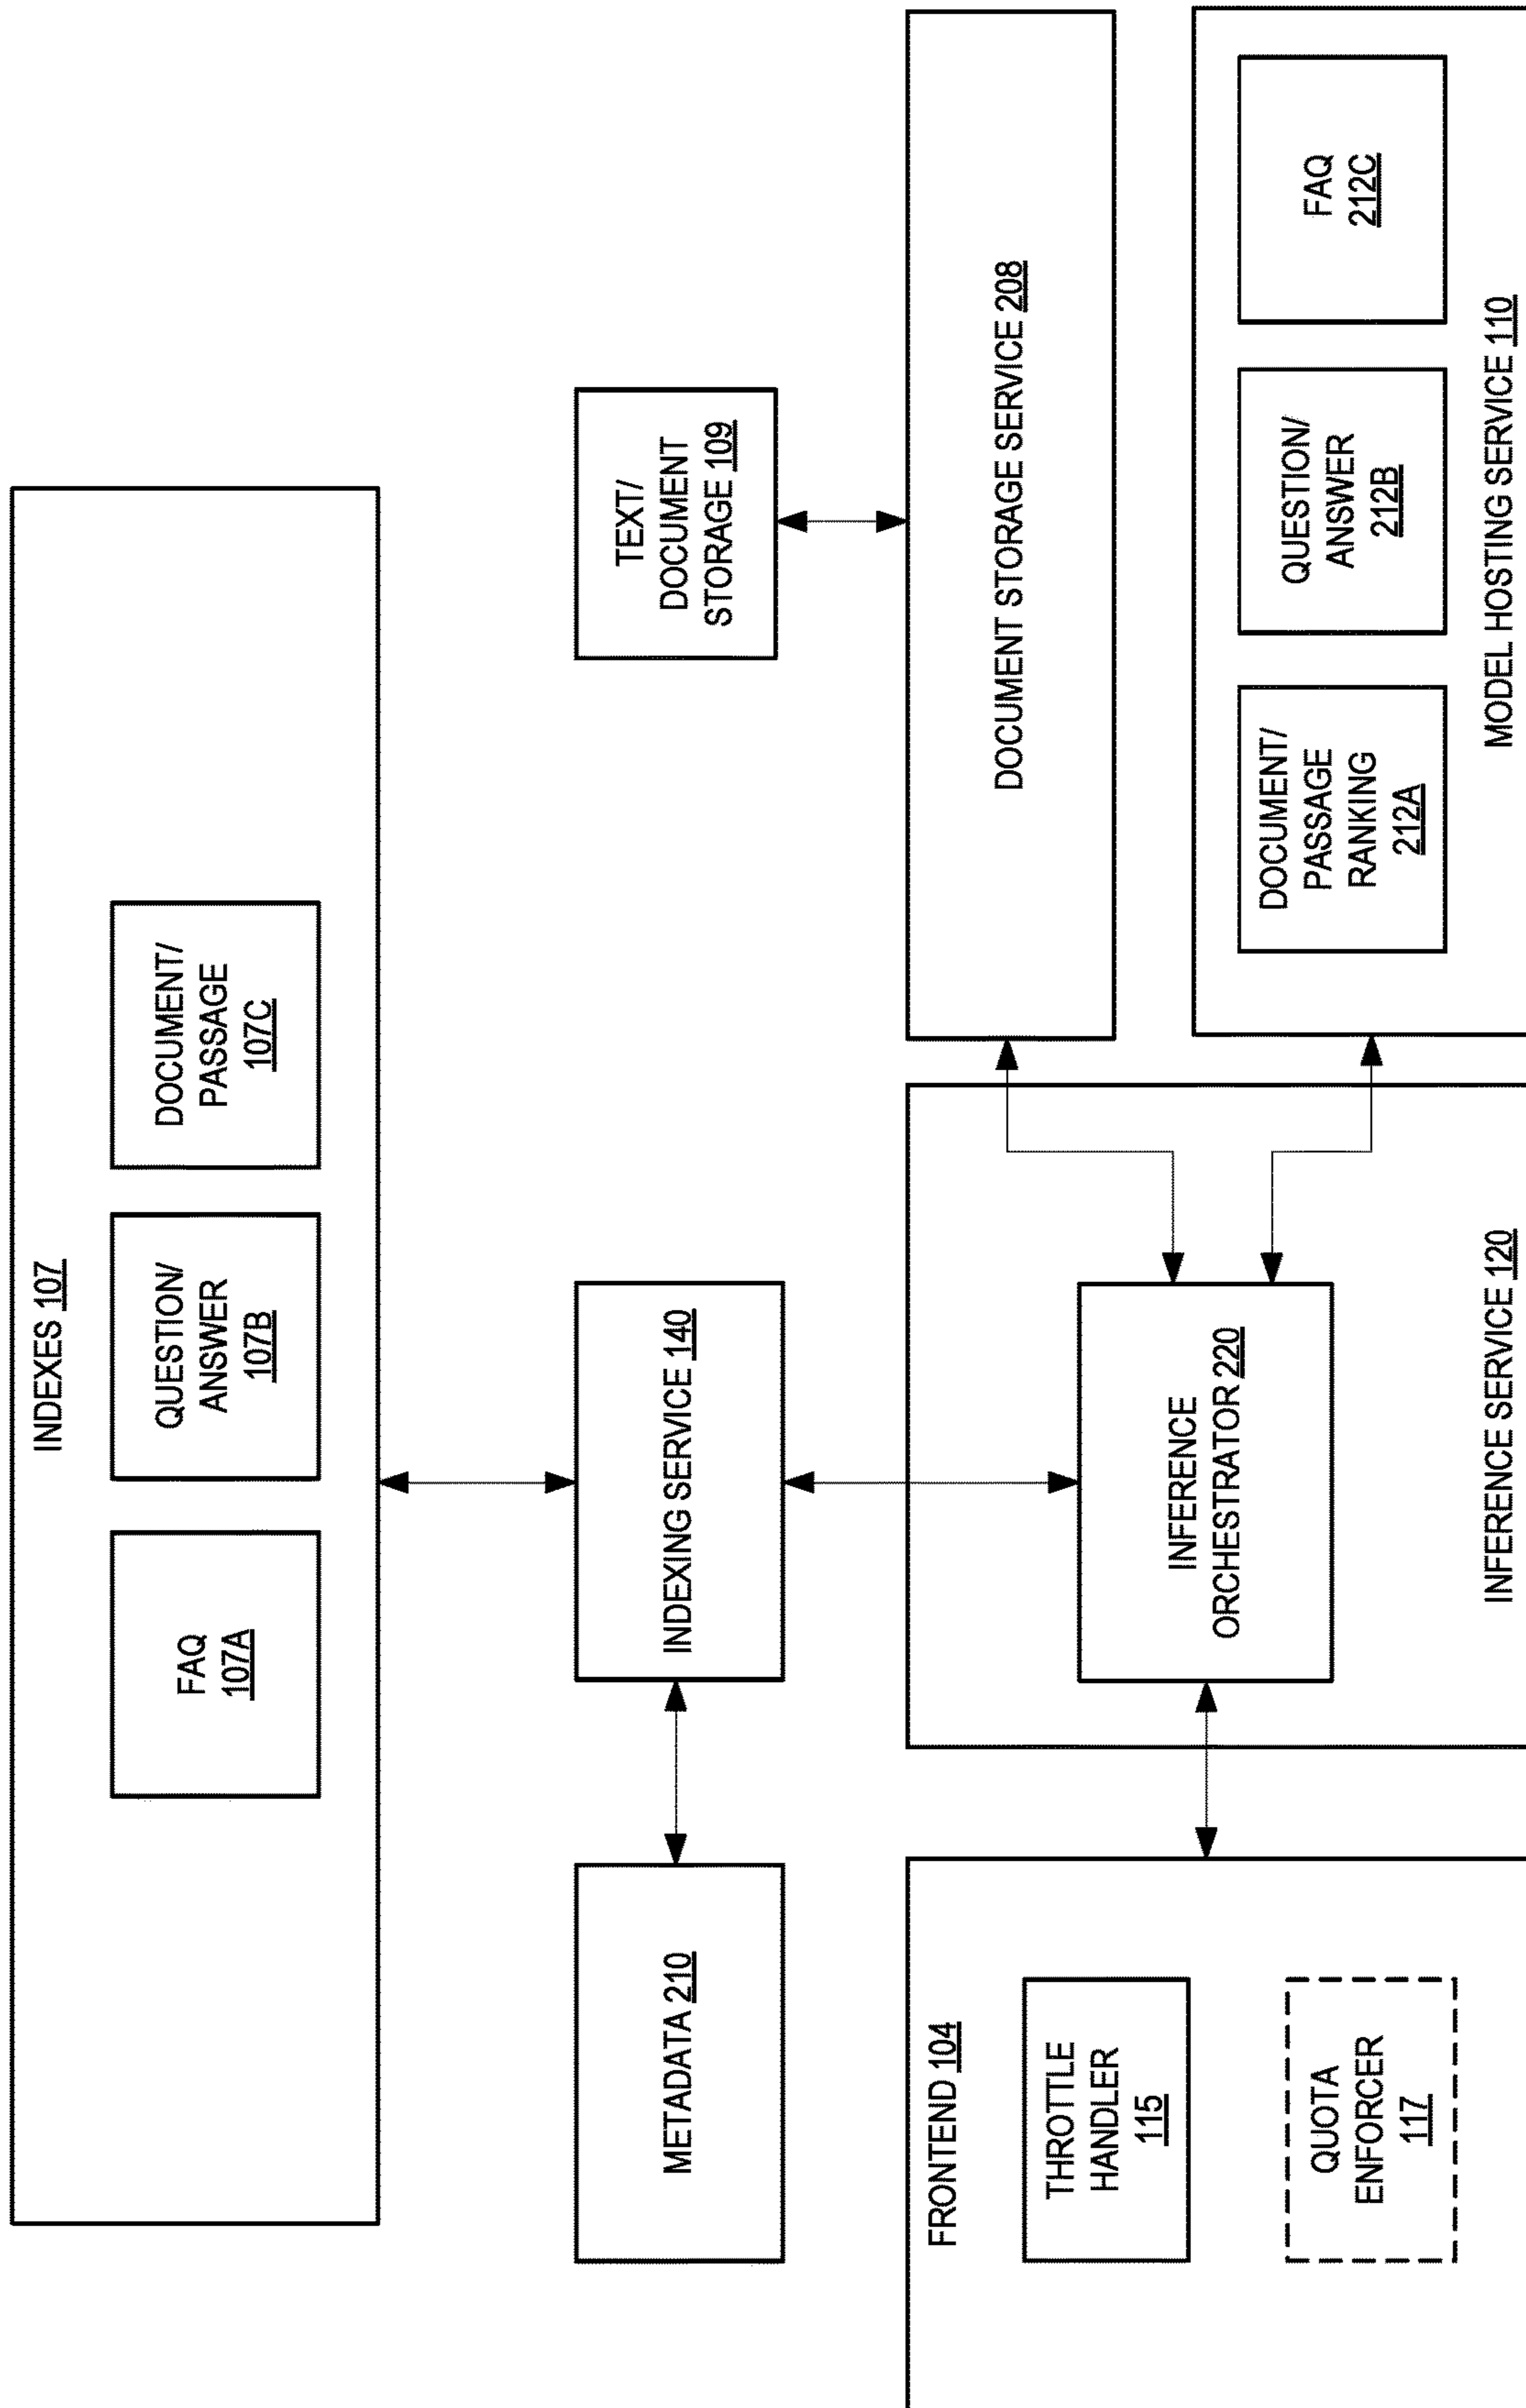 INDEXES 107
FAQ
107A
QUESTION/
ANSWER
107B
DOCUMENT/
PASSAGE
107C
METADATA 210
INDEXING SERVICE 140
TEXT/
DOCUMENT
STORAGE 109
FRONTEND 104
THROTTLE
HANDLER
115
QUOTA
ENFORCER
117
INFERENCE
ORCHESTRATOR 220
INFERENCE SERVICE 120
DOCUMENT STORAGE SERVICE 208
DOCUMENT/
PASSAGE
RANKING
212A
QUESTION/
ANSWER
212B
FAQ
212C
MODEL HOSTING SERVICE 110